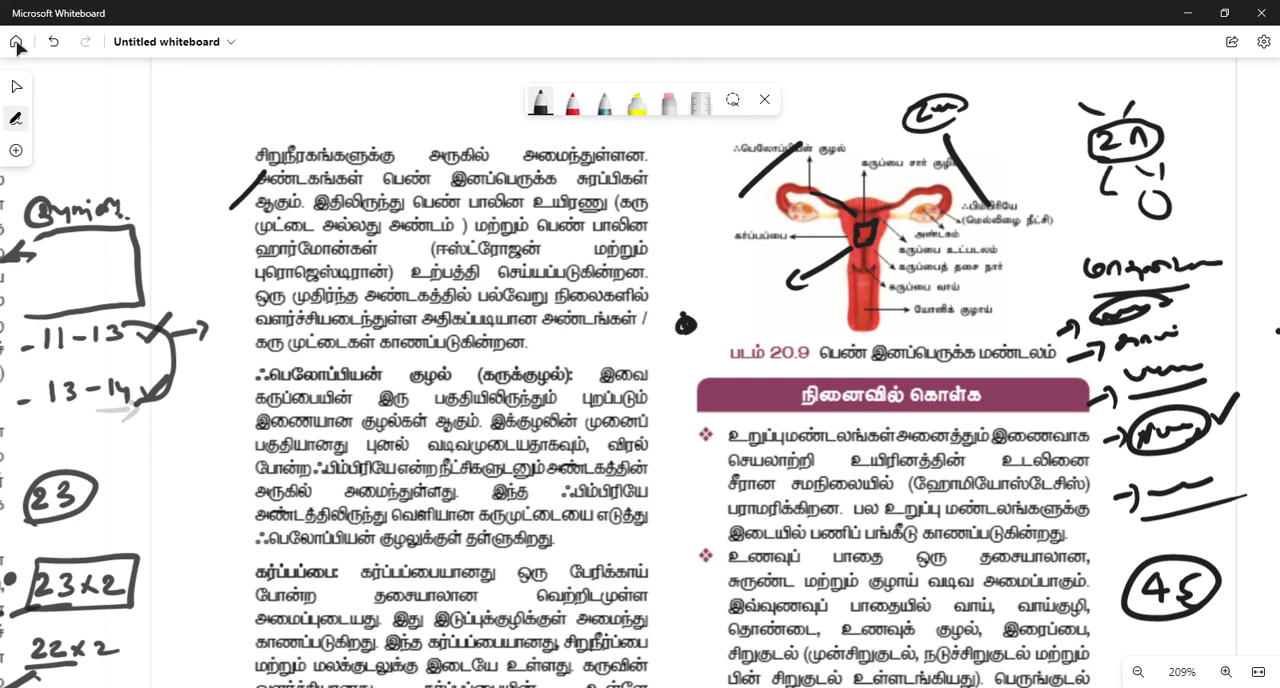 Microsoft Whiteboard
Untitled whiteboard
சிறுநீரகங்களுக்கு அருகில் அமைந்துள்ளன.
அண்டகங்கள் பெண் இனப்பெருக்க சுரப்பிகள்
ஆகும். இதிலிருந்து பெண் பாலின உயிரணு (கரு
முட்டை அல்லது அண்டம் ) மற்றும் பெண் பாலின
ஹார்மோன்கள் (ஈஸ்ட்ரோஜன் மற்றும்
புரொஜெஸ்டிரான்) உற்பத்தி செய்யப்படுகின்றன.
ஒரு முதிர்ந்த அண்டகத்தில் பல்வேறு நிலைகளில்
வளர்ச்சியடைந்துள்ள அதிகப்படியான அண்டங்கள் /
கரு முட்டைகள் காணப்படுகின்றன.
ஃபெலோப்பியன் குழல் (கருக்குழல்): இவை
கருப்பையின் இரு பகுதியிலிருந்தும் புறப்படும்
இணையான குழல்கள் ஆகும். இக்குழலின் முனைப்
பகுதியானது புனல் வடிவமுடையதாகவும், விரல்
போன்ற ஃபிம்பிரியே என்ற நீட்சிகளுடனும் அண்டகத்தின்
அருகில் அமைந்துள்ளது. இந்த ஃபிம்பிரியே
அண்டத்திலிருந்து வெளியான கருமுட்டையை எடுத்து
ஃபெலோப்பியன் குழலுக்குள் தள்ளுகிறது.
கர்ப்பப்பை: கர்ப்பப்பையானது ஒரு பேரிக்காய்
போன்ற தசையாலான வெற்றிடமுள்ள
அமைப்புடையது. இது இடுப்புக்குழிக்குள் அமைந்து
காணப்படுகிறது. இந்த கர்ப்பப்பையானது, சிறுநீர்ப்பை
மற்றும் மலக்குடலுக்கு இடையே உள்ளது. கருவின்
ஃபெலோப்பியன் குழல்
கருப்பை சார் குழி
ஃபிம்பிரியே
(மெல்லிழை நீட்சி)
கர்ப்பப்பை
அண்டகம்
கருப்பை உட்படலம்
கருப்பைத் தசை நார்
கருப்பை வாய்
யோனிக் குழாய்
படம் 20.9 பெண் இனப்பெருக்க மண்டலம்
நினைவில் கொள்க
❖ உறுப்புமண்டலங்கள் அனைத்தும் இணைவாக
செயலாற்றி உயிரினத்தின் உடலினை
சீரான சமநிலையில் (ஹோமியோஸ்டேசிஸ்)
பராமரிக்கின்றன. பல உறுப்பு மண்டலங்களுக்கு
இடையில் பணிப் பங்கீடு காணப்படுகின்றது.
❖ உணவுப் பாதை ஒரு தசையாலான,
சுருண்ட மற்றும் குழாய் வடிவ அமைப்பாகும்.
இவ்வுணவுப் பாதையில் வாய், வாய்குழி,
தொண்டை, உணவுக் குழல், இரைப்பை,
சிறுகுடல் (முன்சிறுகுடல், நடுச்சிறுகுடல் மற்றும்
பின் சிறுகுடல் உள்ளடங்கியது). பெருங்குடல்
- 11-13
- 13-14
23
23x2
22x2
45
209%